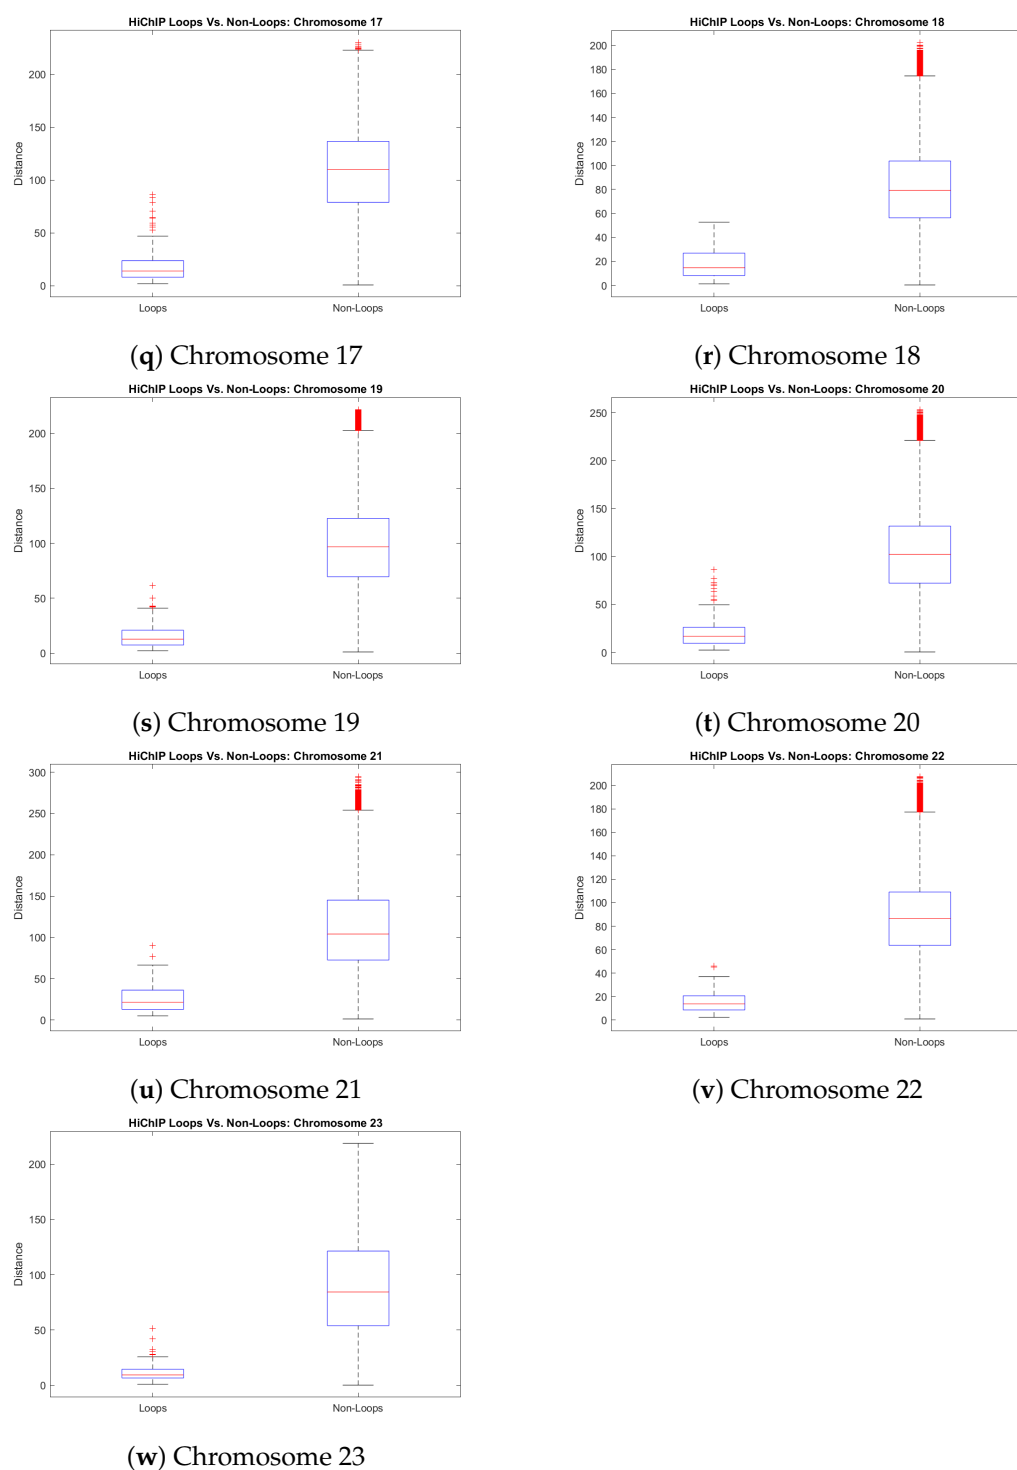 HiChIP Loops Vs. Non-Loops: Chromosome 17
200
150
100
50
0
Distance
Loops Non-Loops
(q) Chromosome 17
HiChIP Loops Vs. Non-Loops: Chromosome 18
200
180
160
140
120
100
80
60
40
20
0
Distance
Loops Non-Loops
(r) Chromosome 18
HiChIP Loops Vs. Non-Loops: Chromosome 19
200
150
100
50
0
Distance
Loops Non-Loops
(s) Chromosome 19
HiChIP Loops Vs. Non-Loops: Chromosome 20
250
200
150
100
50
0
Distance
Loops Non-Loops
(t) Chromosome 20
HiChIP Loops Vs. Non-Loops: Chromosome 21
300
250
200
150
100
50
0
Distance
Loops Non-Loops
(u) Chromosome 21
HiChIP Loops Vs. Non-Loops: Chromosome 22
200
180
160
140
120
100
80
60
40
20
0
Distance
Loops Non-Loops
(v) Chromosome 22
HiChIP Loops Vs. Non-Loops: Chromosome 23
200
150
100
50
0
Distance
Loops Non-Loops
(w) Chromosome 23